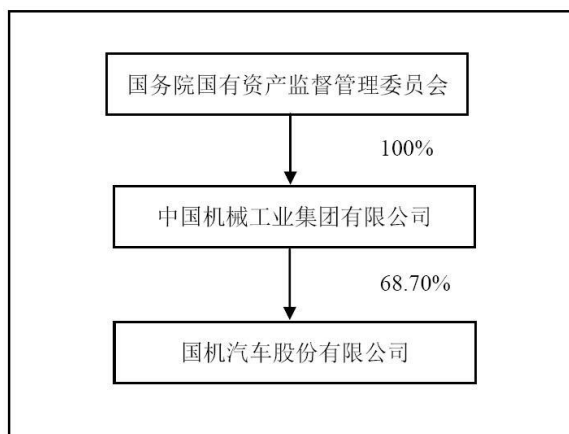 国务院国有资产监督管理委员会
100%
中国机械工业集团有限公司
68.70%
国机汽车股份有限公司